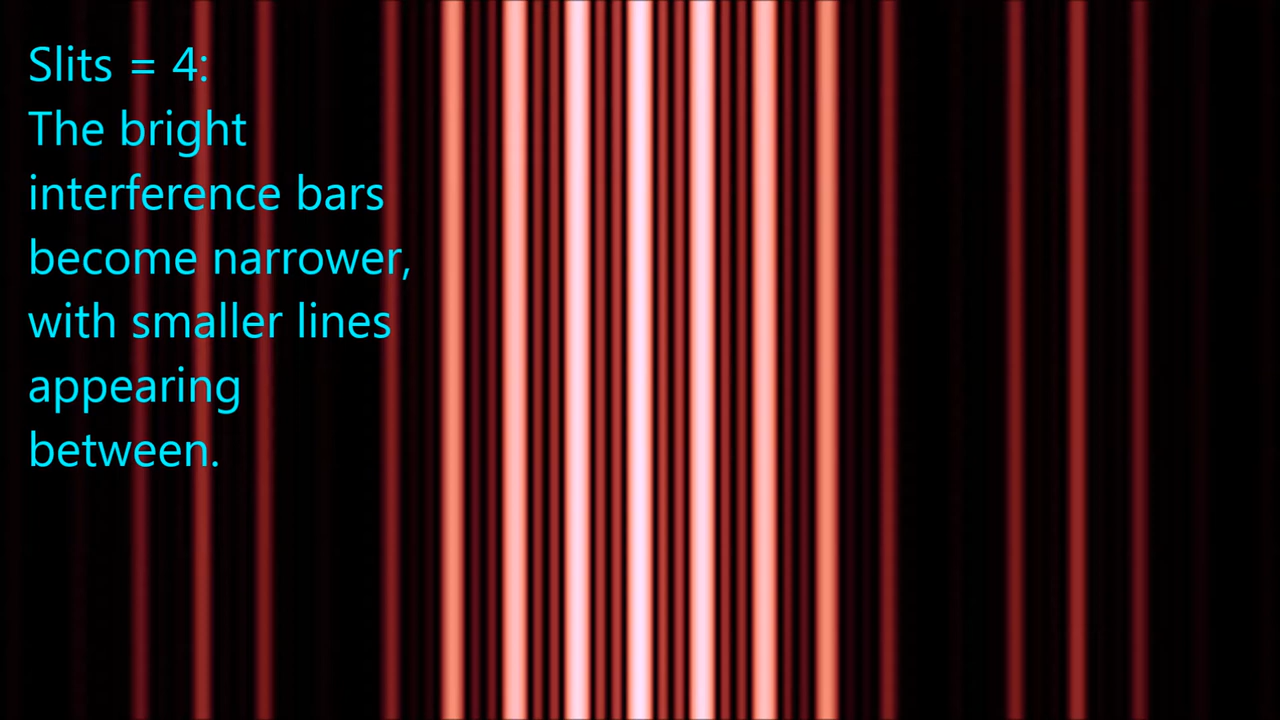 Slits = 4:
The bright
interference bars
become narrower,
with smaller lines
appearing
between.